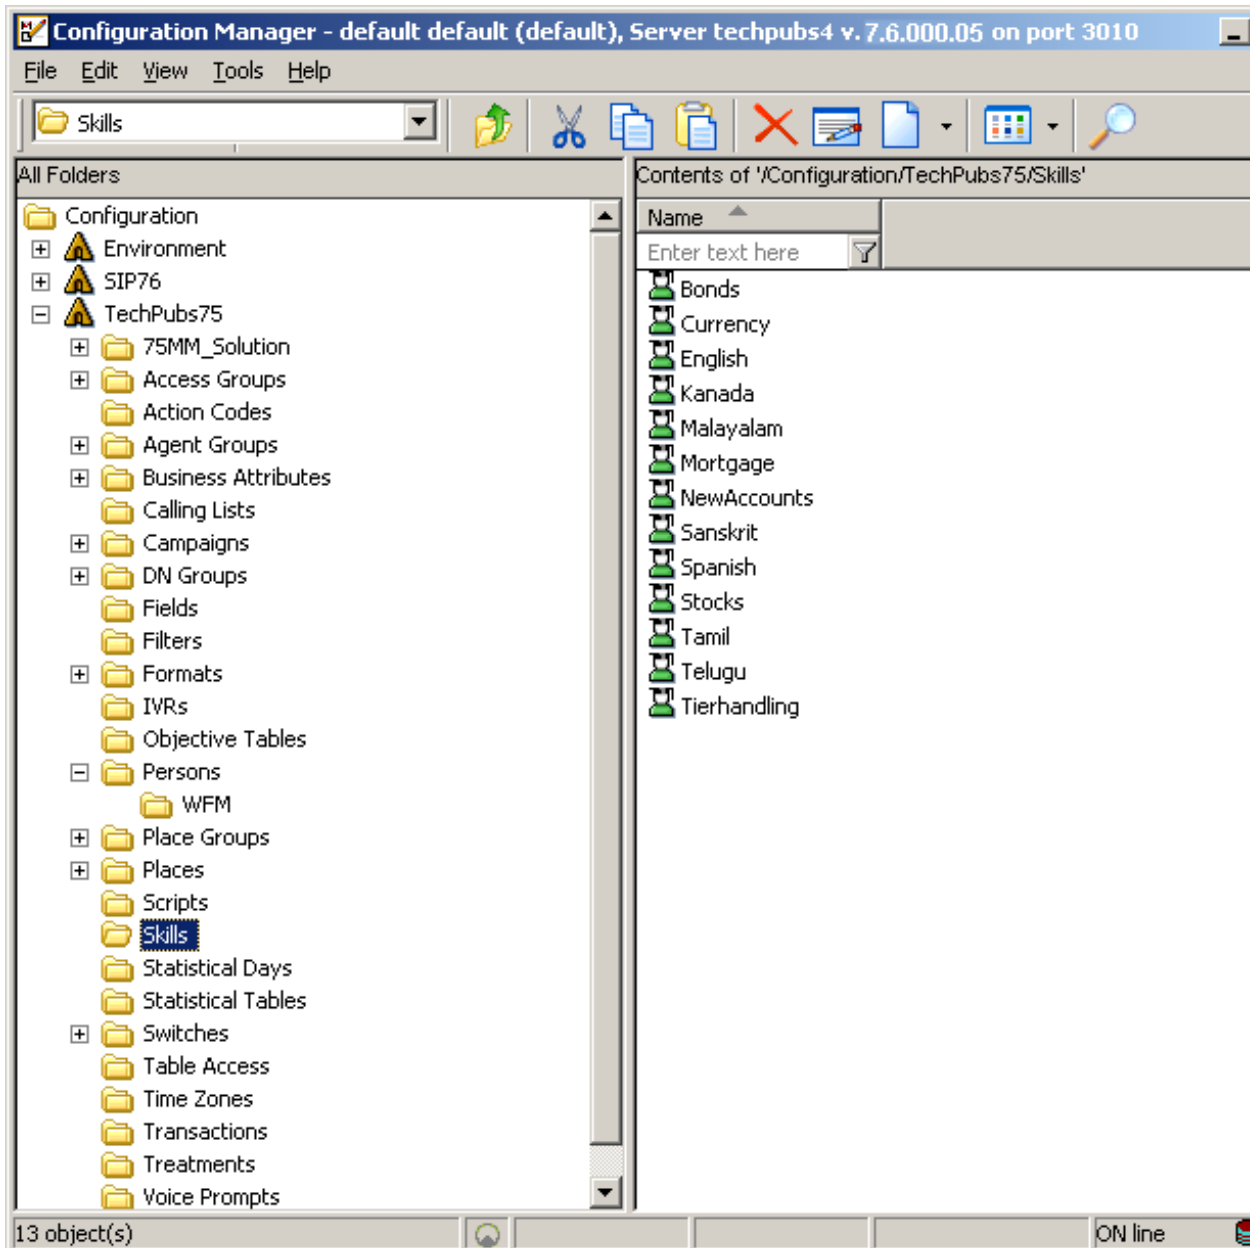 Configuration Manager - default default (default), Server techpubs4 v. 7.6.000.05 on port 3010
File Edit View Tools Help
Skills
All Folders
Contents of '/Configuration/TechPubs75/Skills'
Configuration
Environment
SIP76
TechPubs75
75MM_Solution
Access Groups
Action Codes
Agent Groups
Business Attributes
Calling Lists
Campaigns
DN Groups
Fields
Filters
Formats
IVRs
Objective Tables
Persons
WFM
Place Groups
Places
Scripts
Skills
Statistical Days
Statistical Tables
Switches
Table Access
Time Zones
Transactions
Treatments
Voice Prompts
Name
Enter text here
Bonds
Currency
English
Kanada
Malayalam
Mortgage
NewAccounts
Sanskrit
Spanish
Stocks
Tamil
Telugu
Tierhandling
13 object(s)
ON line